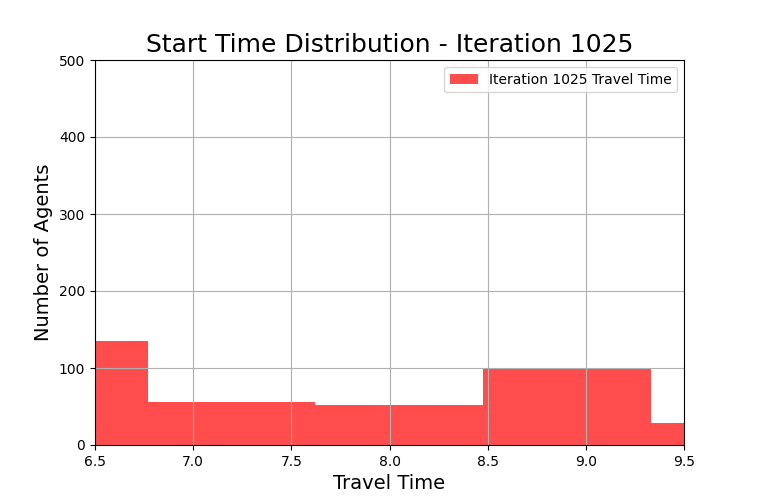 Start Time Distribution - Iteration 1025
Iteration 1025 Travel Time
500
400
300
200
100
0
Number of Agents
6.5 7.0 7.5 8.0 8.5 9.0 9.5
Travel Time